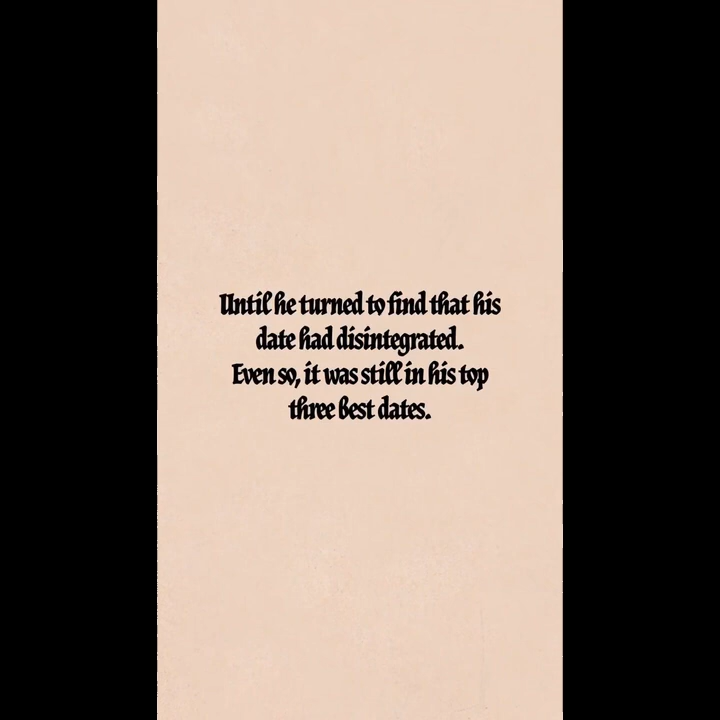 Until he turned to find that his
date had disintegrated.
Even so, it was still in his top
three best dates.